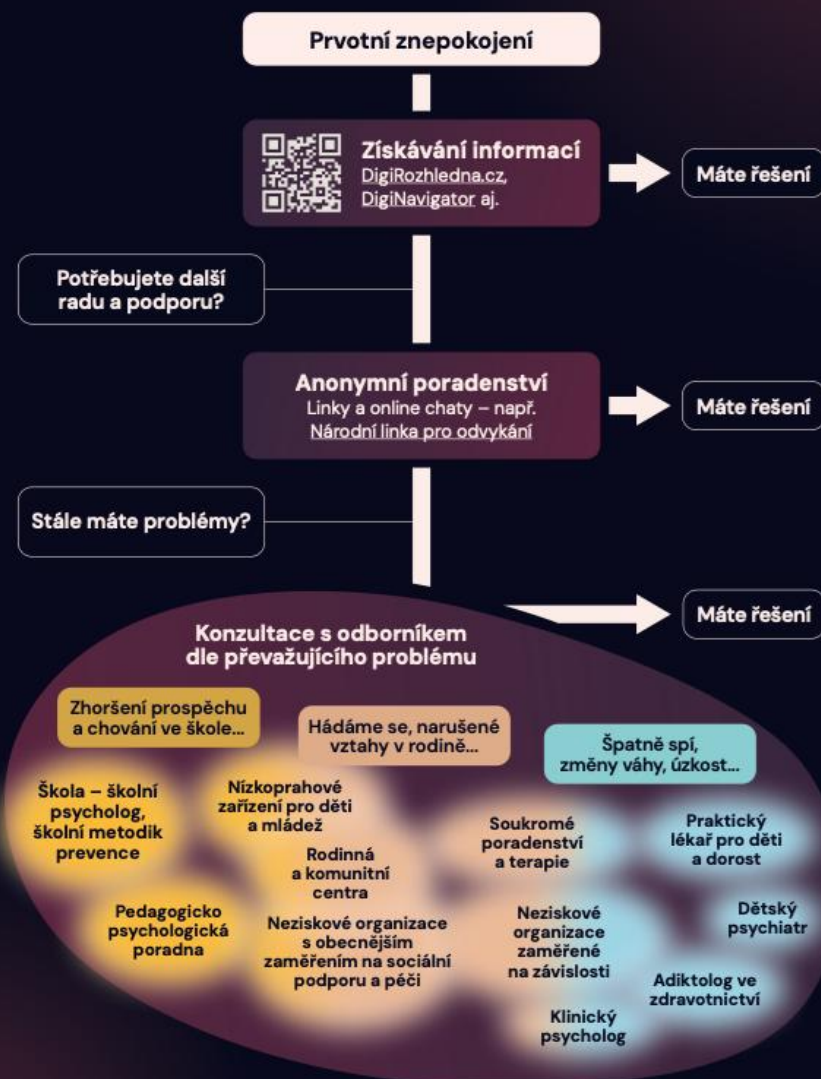 Prvotní znepokojení
Získávání informací
DigiRozhledna.cz,
DigiNavigator aj.
Máte řešení
Potřebujete další
radu a podporu?
Anonymní poradenství
Linky a online chaty – např.
Národní linka pro odvykání
Máte řešení
Stále máte problémy?
Máte řešení
Konzultace s odborníkem
dle převažujícího problému
Zhoršení prospěchu
a chování ve škole...
Hádáme se, narušené
vztahy v rodině...
Špatně spí,
změny váhy, úzkost...
Škola – školní
psycholog,
školní metodik
prevence
Nízkoprahové
zařízení pro děti
a mládež
Soukromé
poradenství
a terapie
Praktický
lékař pro děti
a dorost
Rodinná
a komunitní
centra
Pedagogicko
psychologická
poradna
Neziskové organizace
s obecnějším
zaměřením na sociální
podporu a péči
Neziskové
organizace
zaměřené
na závislosti
Dětský
psychiatr
Adiktolog ve
zdravotnictví
Klinický
psycholog